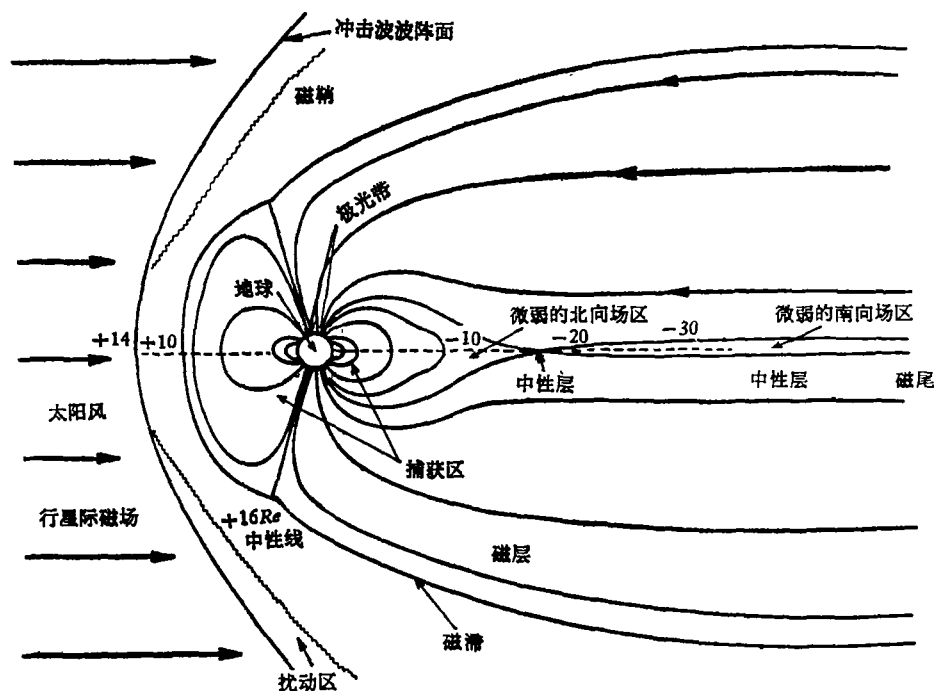 冲击波波阵面
磁鞘
极光带
地球
微弱的北向场区
微弱的南向场区
+14 +10
-10
-20
-30
中性层
中性层
磁尾
太阳风
捕获区
行星际磁场
+16Re
中性线
磁层
磁滞
扰动区